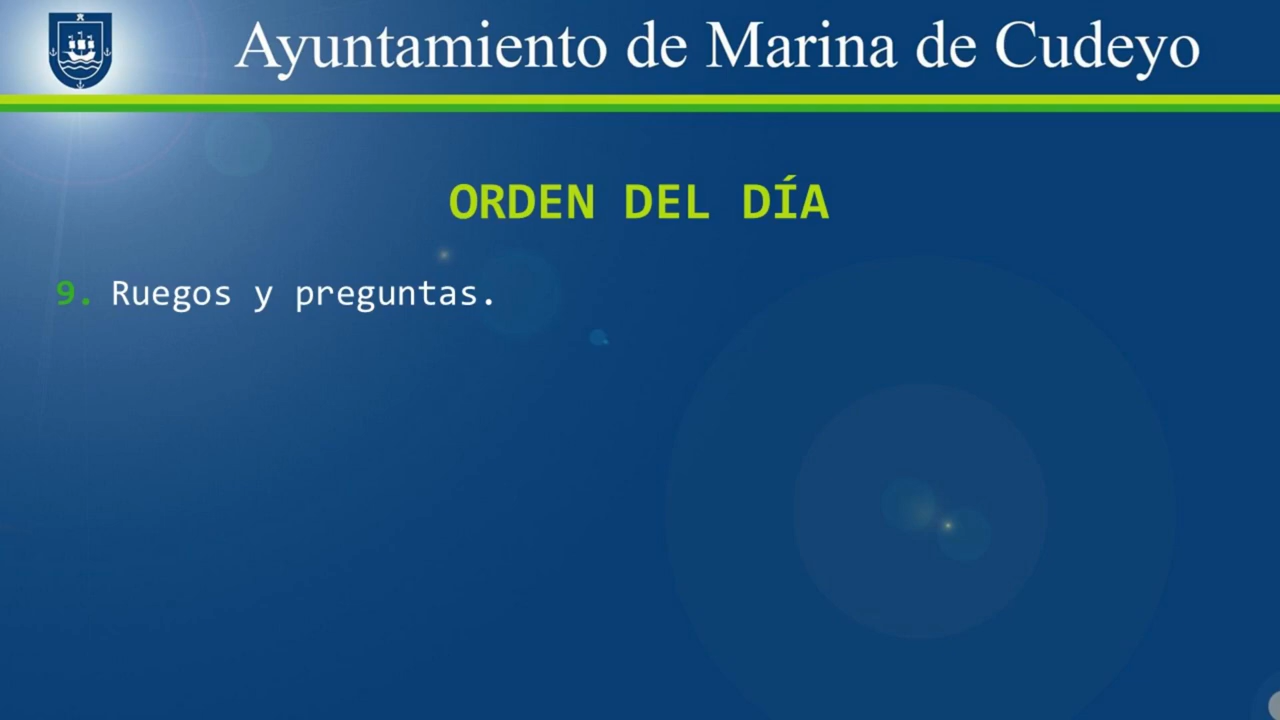 Ayuntamiento de Marina de Cudeyo
ORDEN DEL DÍA
9. Ruegos y preguntas.